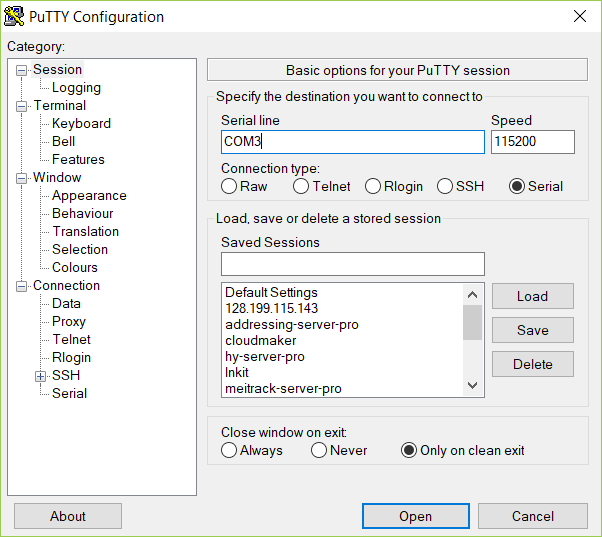 PuTTY Configuration
Category:
Session
Logging
Terminal
Keyboard
Bell
Features
Window
Appearance
Behaviour
Translation
Selection
Colours
Connection
Data
Proxy
Telnet
Rlogin
SSH
Serial
Basic options for your PuTTY session
Specify the destination you want to connect to
Serial line Speed
COM3 115200
Connection type:
Raw Telnet Rlogin SSH Serial
Load, save or delete a stored session
Saved Sessions
Default Settings
128.199.115.143
addressing-server-pro
cloudmaker
hy-server-pro
lnkit
meitrack-server-pro
Load
Save
Delete
Close window on exit:
Always Never Only on clean exit
About Open Cancel